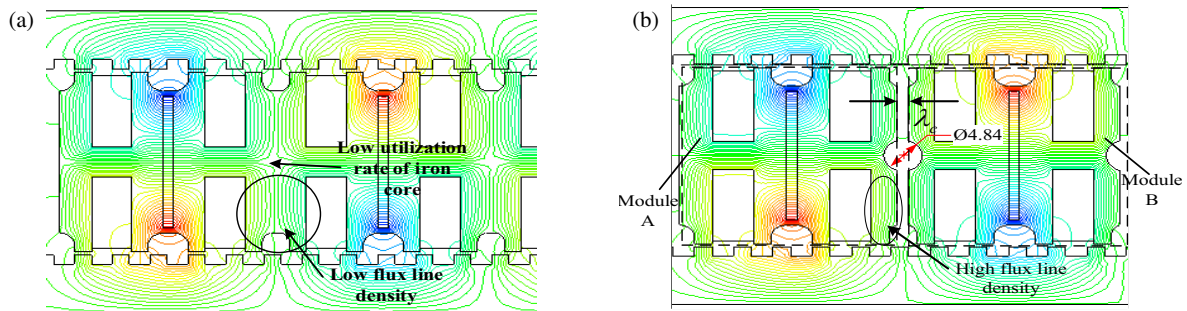 (a)
Low utilization
rate of iron
core
Low flux line
density
(b)
λc
Ø4.84
Module
A
Module
B
High flux line
density